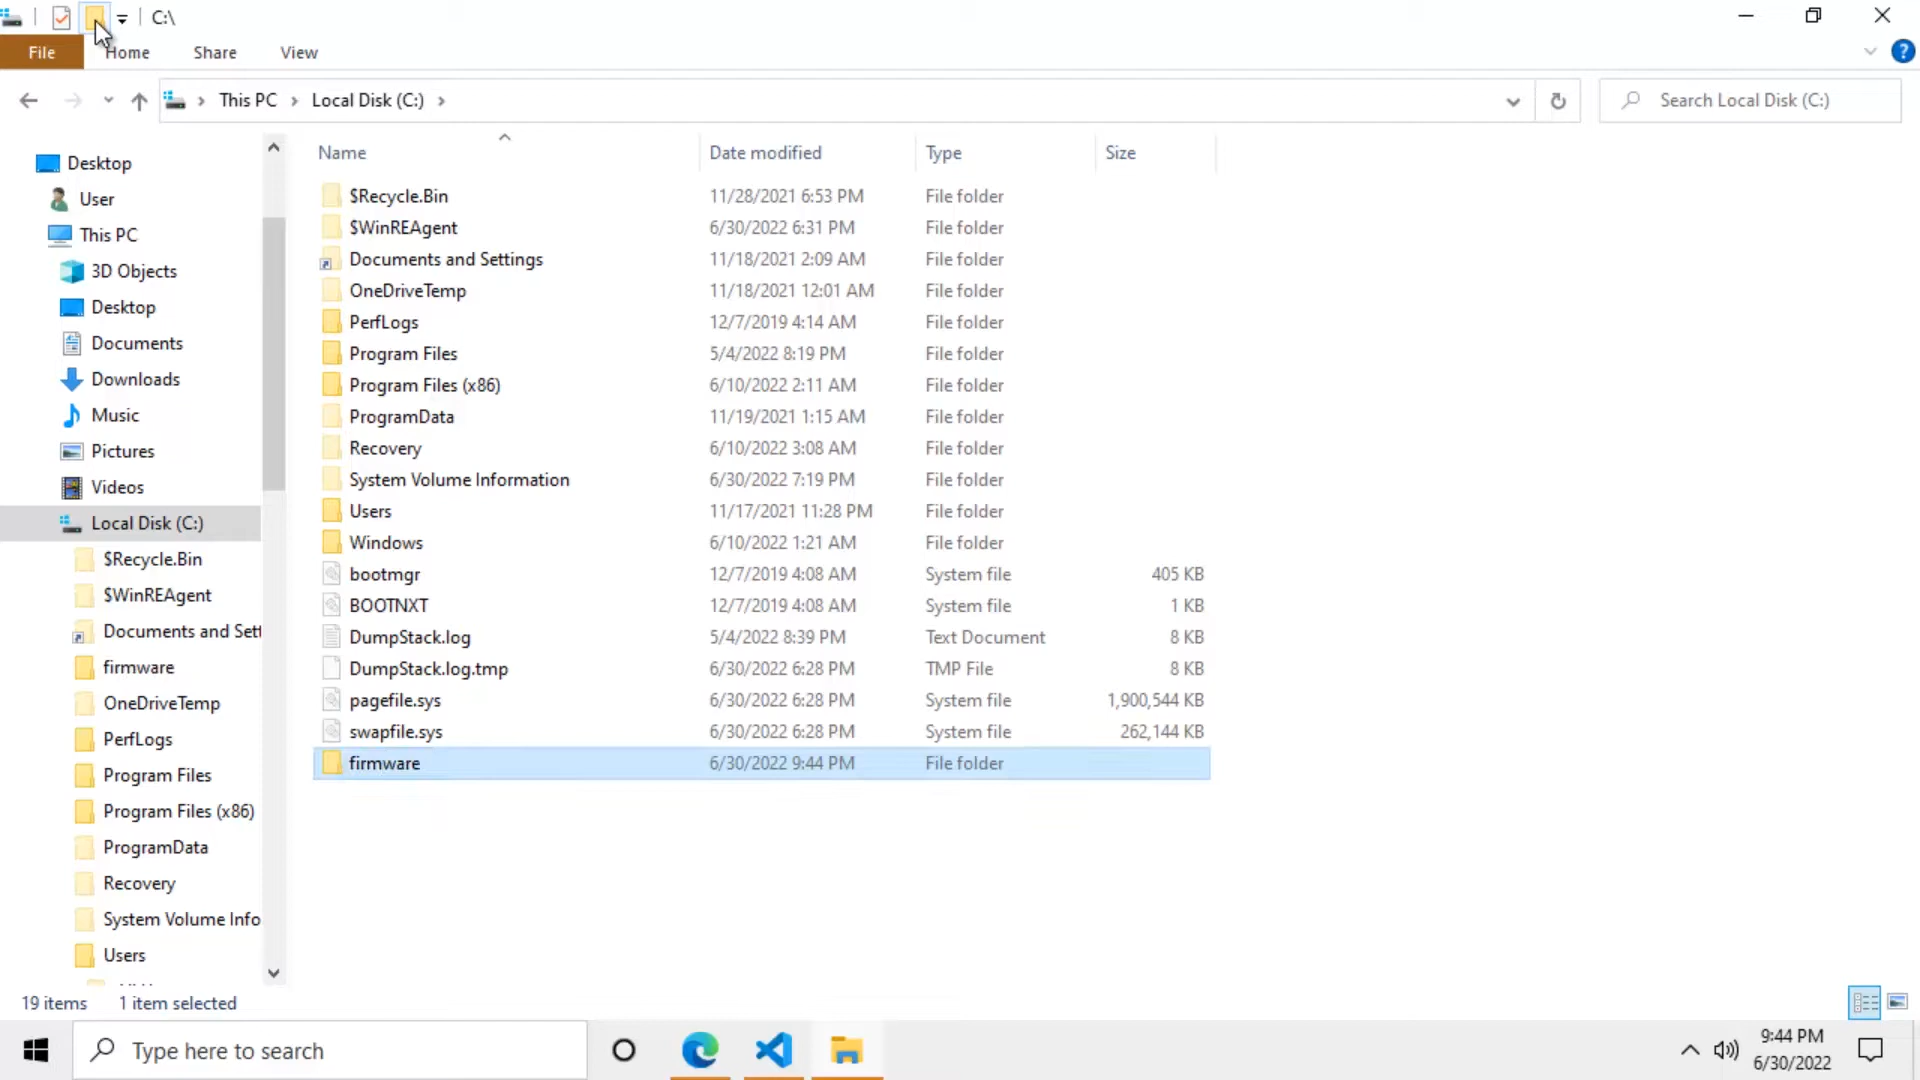 C:\
File Home Share View
This PC Local Disk (C:)
Search Local Disk (C:)
Name Date modified Type Size
Desktop
User
This PC
3D Objects
Desktop
Documents
Downloads
Music
Pictures
Videos
Local Disk (C:)
$Recycle.Bin
$WinREAgent
Documents and Sett
firmware
OneDriveTemp
PerfLogs
Program Files
Program Files (x86)
ProgramData
Recovery
System Volume Info
Users
$Recycle.Bin 11/28/2021 6:53 PM File folder
$WinREAgent 6/30/2022 6:31 PM File folder
Documents and Settings 11/18/2021 2:09 AM File folder
OneDriveTemp 11/18/2021 12:01 AM File folder
PerfLogs 12/7/2019 4:14 AM File folder
Program Files 5/4/2022 8:19 PM File folder
Program Files (x86) 6/10/2022 2:11 AM File folder
ProgramData 11/19/2021 1:15 AM File folder
Recovery 6/10/2022 3:08 AM File folder
System Volume Information 6/30/2022 7:19 PM File folder
Users 11/17/2021 11:28 PM File folder
Windows 6/10/2022 1:21 AM File folder
bootmgr 12/7/2019 4:08 AM System file 405 KB
BOOTNXT 12/7/2019 4:08 AM System file 1 KB
DumpStack.log 5/4/2022 8:39 PM Text Document 8 KB
DumpStack.log.tmp 6/30/2022 6:28 PM TMP File 8 KB
pagefile.sys 6/30/2022 6:28 PM System file 1,900,544 KB
swapfile.sys 6/30/2022 6:28 PM System file 262,144 KB
firmware 6/30/2022 9:44 PM File folder
19 items 1 item selected
Type here to search
9:44 PM
6/30/2022